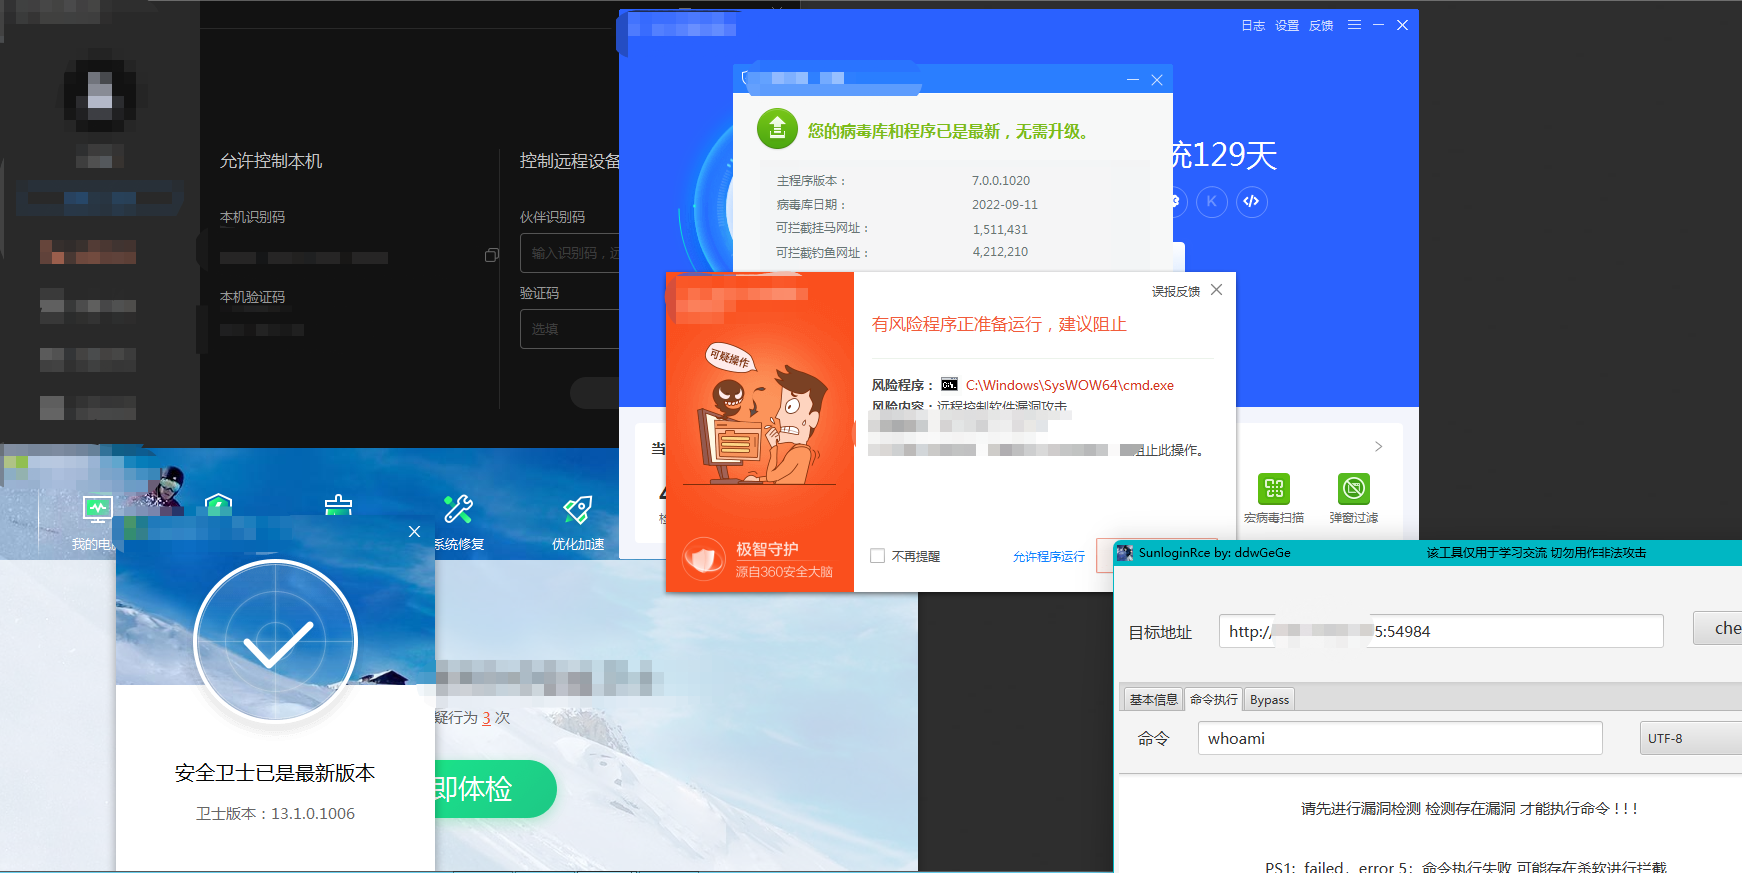 允许控制本机
本机识别码
本机验证码
控制远程设备
伙伴识别码
输入识别码，远
验证码
选填
日志 设置 反馈
统129天
K
您的病毒库和程序已是最新，无需升级。
主程序版本： 7.0.0.1020
病毒库日期： 2022-09-11
可拦截挂马网址： 1,511,431
可拦截钓鱼网址： 4,212,210
误报反馈
有风险程序正准备运行，建议阻止
风险程序： C:\Windows\SysWOW64\cmd.exe
风险内容：远程控制软件漏洞攻击
阻止此操作。
可疑操作
极智守护
源自360安全大脑
不再提醒
允许程序运行
当
宏病毒扫描
弹窗过滤
我的电
系统修复
优化加速
疑行为 3 次
即体检
安全卫士已是最新版本
卫士版本：13.1.0.1006
SunloginRce by: ddwGeGe
该工具仅用于学习交流 切勿用作非法攻击
目标地址
http:/
5:54984
che
基本信息
命令执行
Bypass
命令
whoami
UTF-8
请先进行漏洞检测 检测存在漏洞 才能执行命令 ! ! !
PS1: failed, error 5: 命令执行失败 可能存在杀软进行拦截